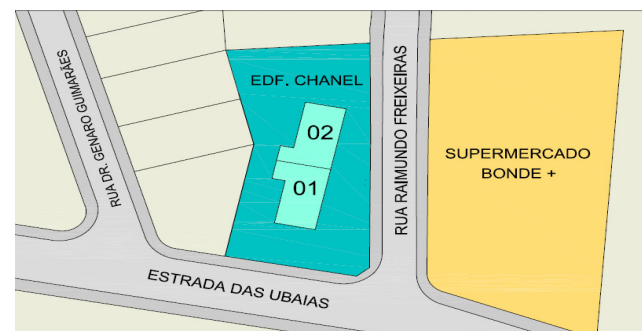 RUA DR. GENARO GUIMARÃES
EDF. CHANEL
02
01
RUA RAIMUNDO FREIXEIRAS
SUPERMERCADO
BONDE +
ESTRADA DAS UBAIAS